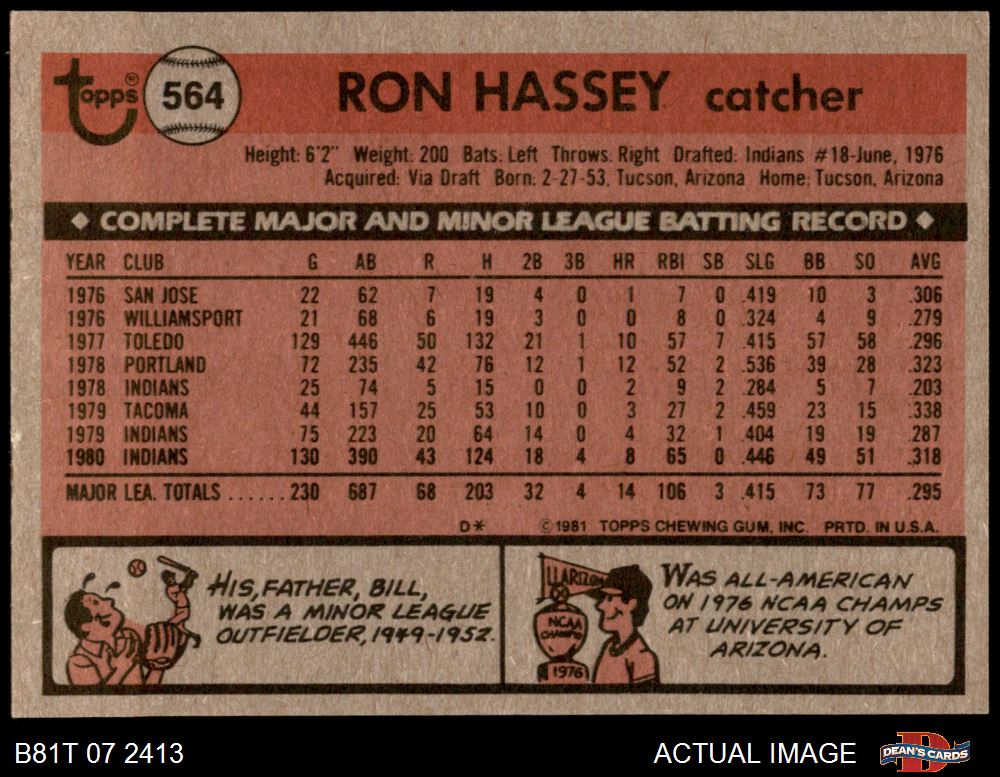 topps® 564 RON HASSEY catcher
Height: 6'2" Weight: 200 Bats: Left Throws: Right Drafted: Indians #18-June, 1976
Acquired: Via Draft Born: 2-27-53, Tucson, Arizona Home: Tucson, Arizona
◆ COMPLETE MAJOR AND MINOR LEAGUE BATTING RECORD ◆
YEAR CLUB G AB R H 2B 3B HR RBI SB SLG BB SO AVG
1976 SAN JOSE 22 62 7 19 4 0 1 7 0 .419 10 3 .306
1976 WILLIAMSPORT 21 68 6 19 3 0 0 8 0 .324 4 9 .279
1977 TOLEDO 129 446 50 132 21 1 10 57 7 .415 57 58 .296
1978 PORTLAND 72 235 42 76 12 1 12 52 2 .536 39 28 .323
1978 INDIANS 25 74 5 15 0 0 2 9 2 .284 5 7 .203
1979 TACOMA 44 157 25 53 10 0 3 27 2 .459 23 15 .338
1979 INDIANS 75 223 20 64 14 0 4 32 1 .404 19 19 .287
1980 INDIANS 130 390 43 124 18 4 8 65 0 .446 49 51 .318
MAJOR LEA. TOTALS ...... 230 687 68 203 32 4 14 106 3 .415 73 77 .295
D* ©1981 TOPPS CHEWING GUM, INC. PRTD. IN U.S.A.
HIS, FATHER, BILL,
WAS A MINOR LEAGUE
OUTFIELDER, 1949-1952.
U ARIZON
NCAA
CHAMPS
1976
WAS ALL-AMERICAN
ON 1976 NCAA CHAMPS
AT UNIVERSITY OF
ARIZONA.
B81T 07 2413 ACTUAL IMAGE DEAN'S CARDS